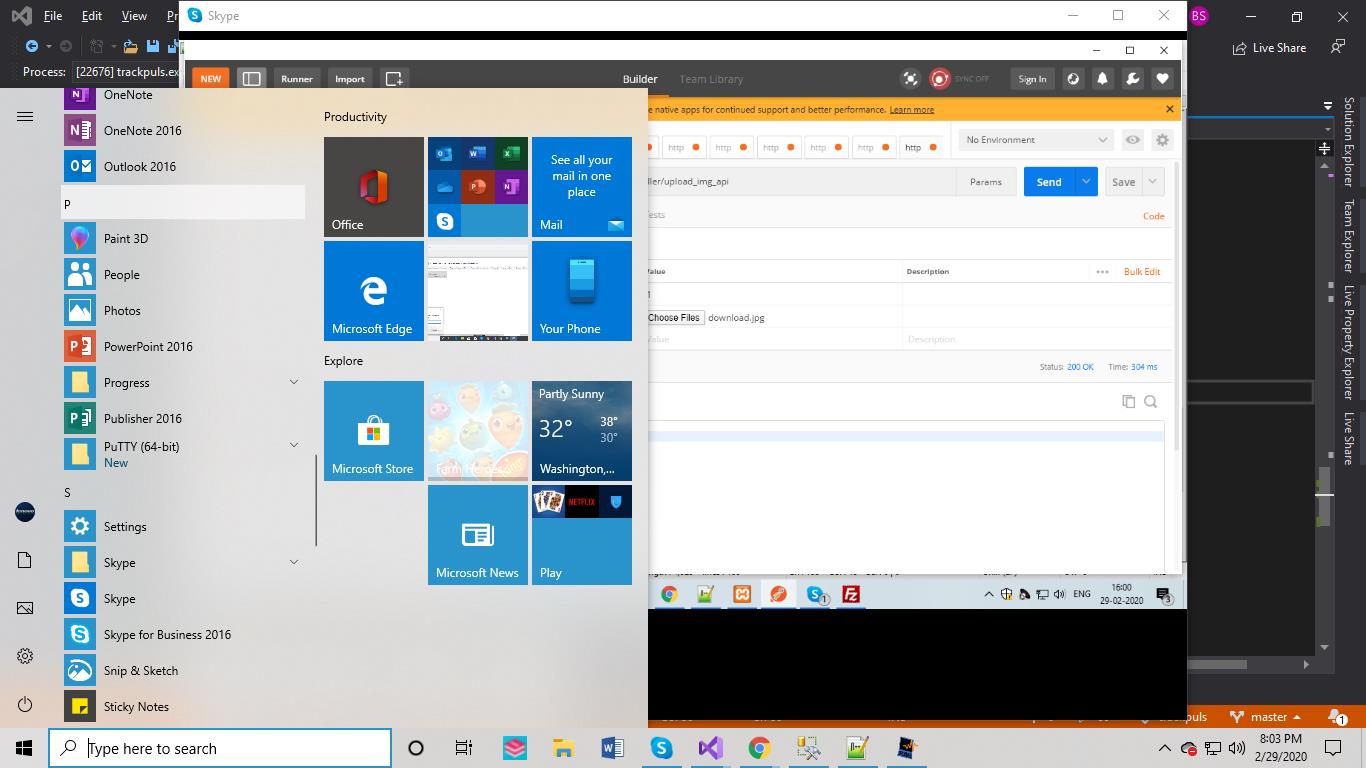 File Edit View Pr
Skype
BS
Live Share
Process: [22676] trackpuls.ex
NEW Runner Import Builder Team Library SYNC OFF Sign In
e native apps for continued support and better performance. Learn more
http http http http http http No Environment
ller/upload_img_api Params Send Save
ests Code
Value Description Bulk Edit
1
Choose Files download.jpg
Value Description
Status: 200 OK Time: 304 ms
16:00
ENG
29-02-2020
3
1
Solution Explorer
Team Explorer
Live Property Explorer
Live Share
OneNote
OneNote 2016
Outlook 2016
P
Paint 3D
People
Photos
PowerPoint 2016
Progress
Publisher 2016
PuTTY (64-bit)
New
S
Settings
Skype
Skype
Skype for Business 2016
Snip & Sketch
Sticky Notes
Productivity
Office
See all your
mail in one
place
Mail
Microsoft Edge
Your Phone
Explore
Microsoft Store
Farm Heroes...
Partly Sunny
32° 38°
30°
Washington,...
Microsoft News
NETFLIX
Play
trackpuls master 1
Type here to search
8:03 PM
2/29/2020